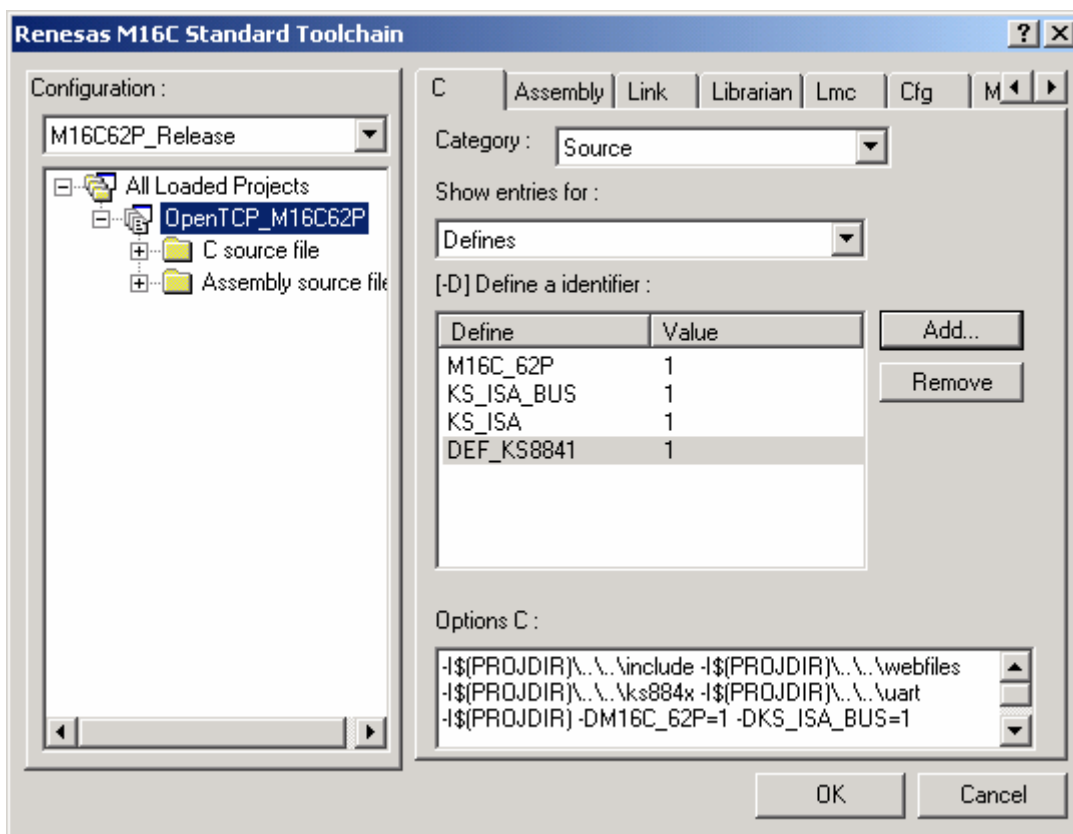 Renesas M16C Standard Toolchain
Configuration :
M16C62P_Release
All Loaded Projects
OpenTCP_M16C62P
C source file
Assembly source file
C Assembly Link Librarian Lmc Cfg M
Category : Source
Show entries for :
Defines
[-D] Define a identifier :
Define Value
M16C_62P 1
KS_ISA_BUS 1
KS_ISA 1
DEF_KS8841 1
Add...
Remove
Options C :
-I$(PROJDIR)\..\..\include -I$(PROJDIR)\..\..\webfiles
-I$(PROJDIR)\..\..\ks884x -I$(PROJDIR)\..\..\uart
-I$(PROJDIR) -DM16C_62P=1 -DKS_ISA_BUS=1
OK Cancel